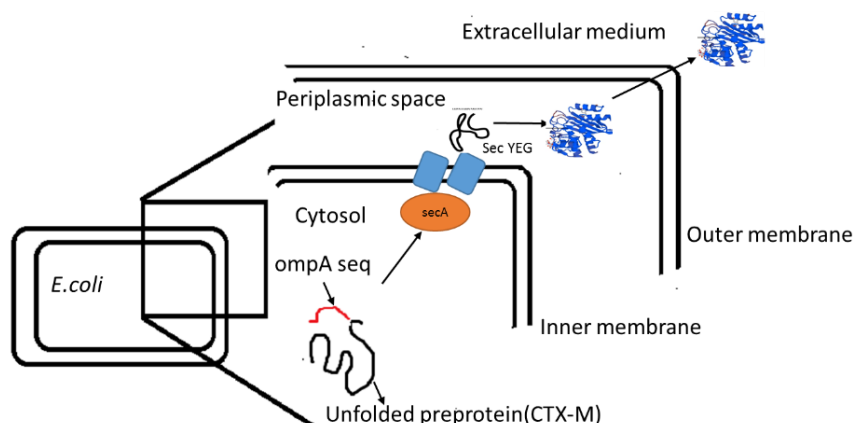 Extracellular medium
Periplasmic space
Sec YEG
secA
Cytosol
ompA seq
Outer membrane
E.coli
Inner membrane
Unfolded preprotein(CTX-M)